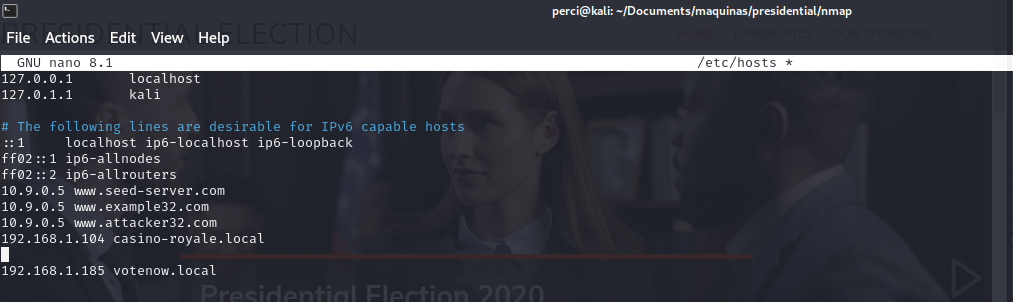 perci@kali: ~/Documents/maquinas/presidential/nmap
PRESIDENTIAL ELECTION
HOME CANDIDATES OUR SPONSORS
File Actions Edit View Help
GNU nano 8.1 /etc/hosts *
127.0.0.1 localhost
127.0.1.1 kali
# The following lines are desirable for IPv6 capable hosts
::1 localhost ip6-localhost ip6-loopback
ff02::1 ip6-allnodes
ff02::2 ip6-allrouters
10.9.0.5 www.seed-server.com
10.9.0.5 www.example32.com
10.9.0.5 www.attacker32.com
192.168.1.104 casino-royale.local
192.168.1.185 votenow.local
Presidential Election 2020